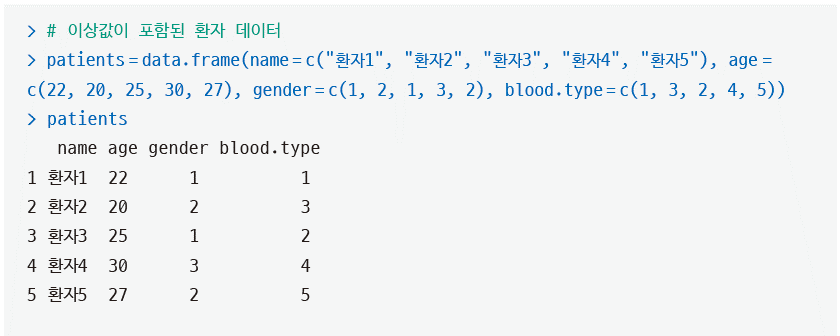 > # 이상값이 포함된 환자 데이터
> patients=data.frame(name=c("환자1", "환자2", "환자3", "환자4", "환자5"), age=
c(22, 20, 25, 30, 27), gender=c(1, 2, 1, 3, 2), blood.type=c(1, 3, 2, 4, 5))
> patients
name age gender blood.type
1 환자1 22 1 1
2 환자2 20 2 3
3 환자3 25 1 2
4 환자4 30 3 4
5 환자5 27 2 5